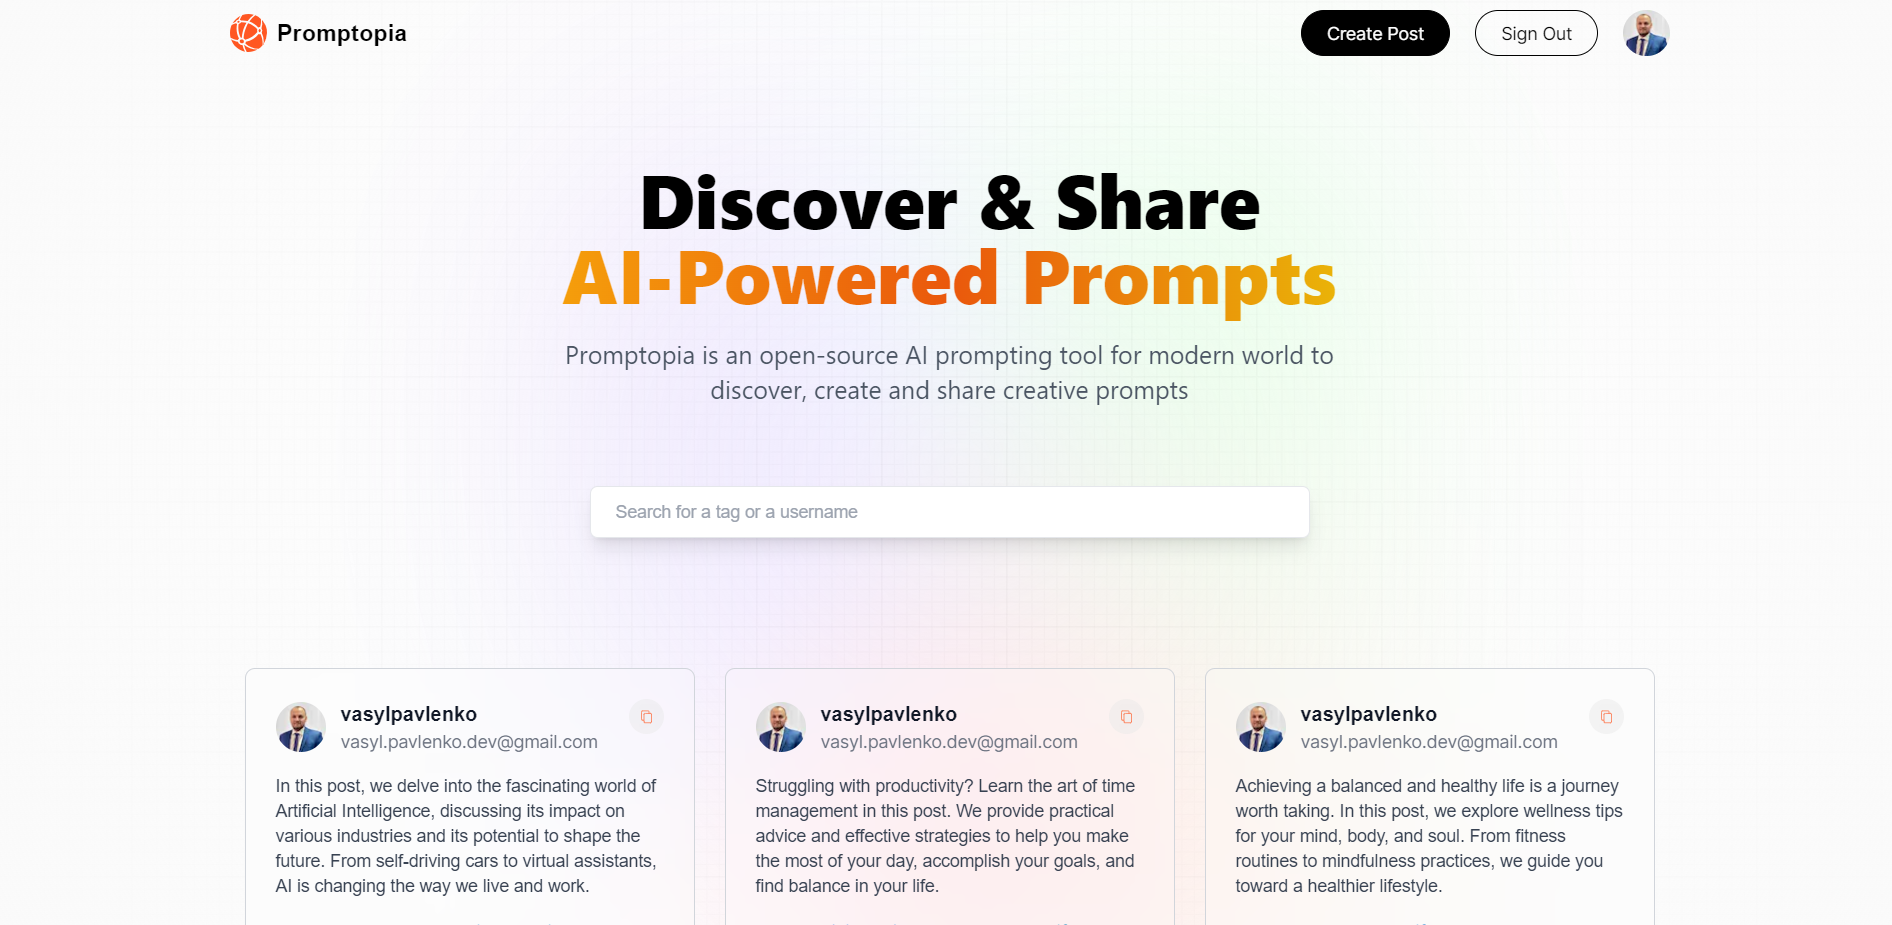 Promptopia
Create Post
Sign Out
Discover & Share
AI-Powered Prompts
Promptopia is an open-source AI prompting tool for modern world to
discover, create and share creative prompts
Search for a tag or a username
vasylpavlenko
vasyl.pavlenko.dev@gmail.com
In this post, we delve into the fascinating world of
Artificial Intelligence, discussing its impact on
various industries and its potential to shape the
future. From self-driving cars to virtual assistants,
AI is changing the way we live and work.
vasylpavlenko
vasyl.pavlenko.dev@gmail.com
Struggling with productivity? Learn the art of time
management in this post. We provide practical
advice and effective strategies to help you make
the most of your day, accomplish your goals, and
find balance in your life.
vasylpavlenko
vasyl.pavlenko.dev@gmail.com
Achieving a balanced and healthy life is a journey
worth taking. In this post, we explore wellness tips
for your mind, body, and soul. From fitness
routines to mindfulness practices, we guide you
toward a healthier lifestyle.